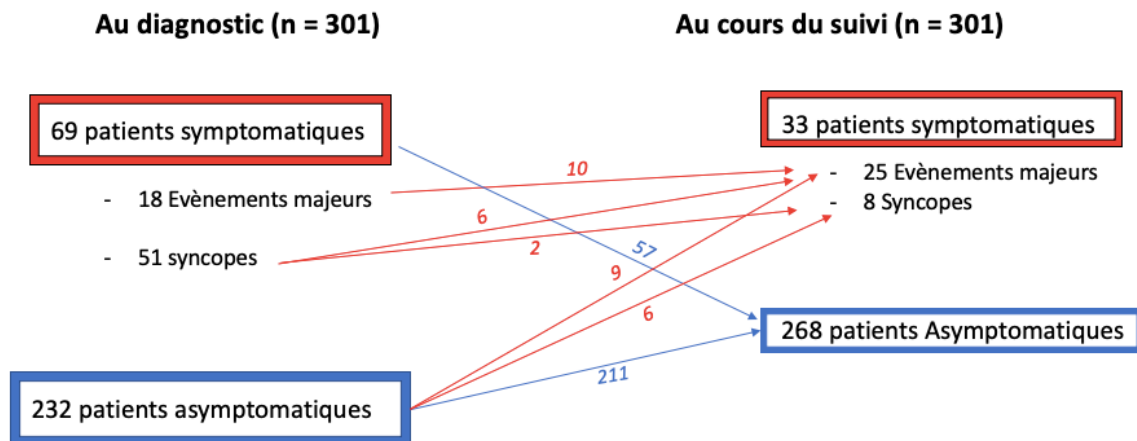 Au diagnostic (n = 301)
Au cours du suivi (n = 301)
69 patients symptomatiques
33 patients symptomatiques
- 18 Evènements majeurs
10
- 25 Evènements majeurs
- 8 Syncopes
6
- 51 syncopes
2
57
9
6
268 patients Asymptomatiques
211
232 patients asymptomatiques